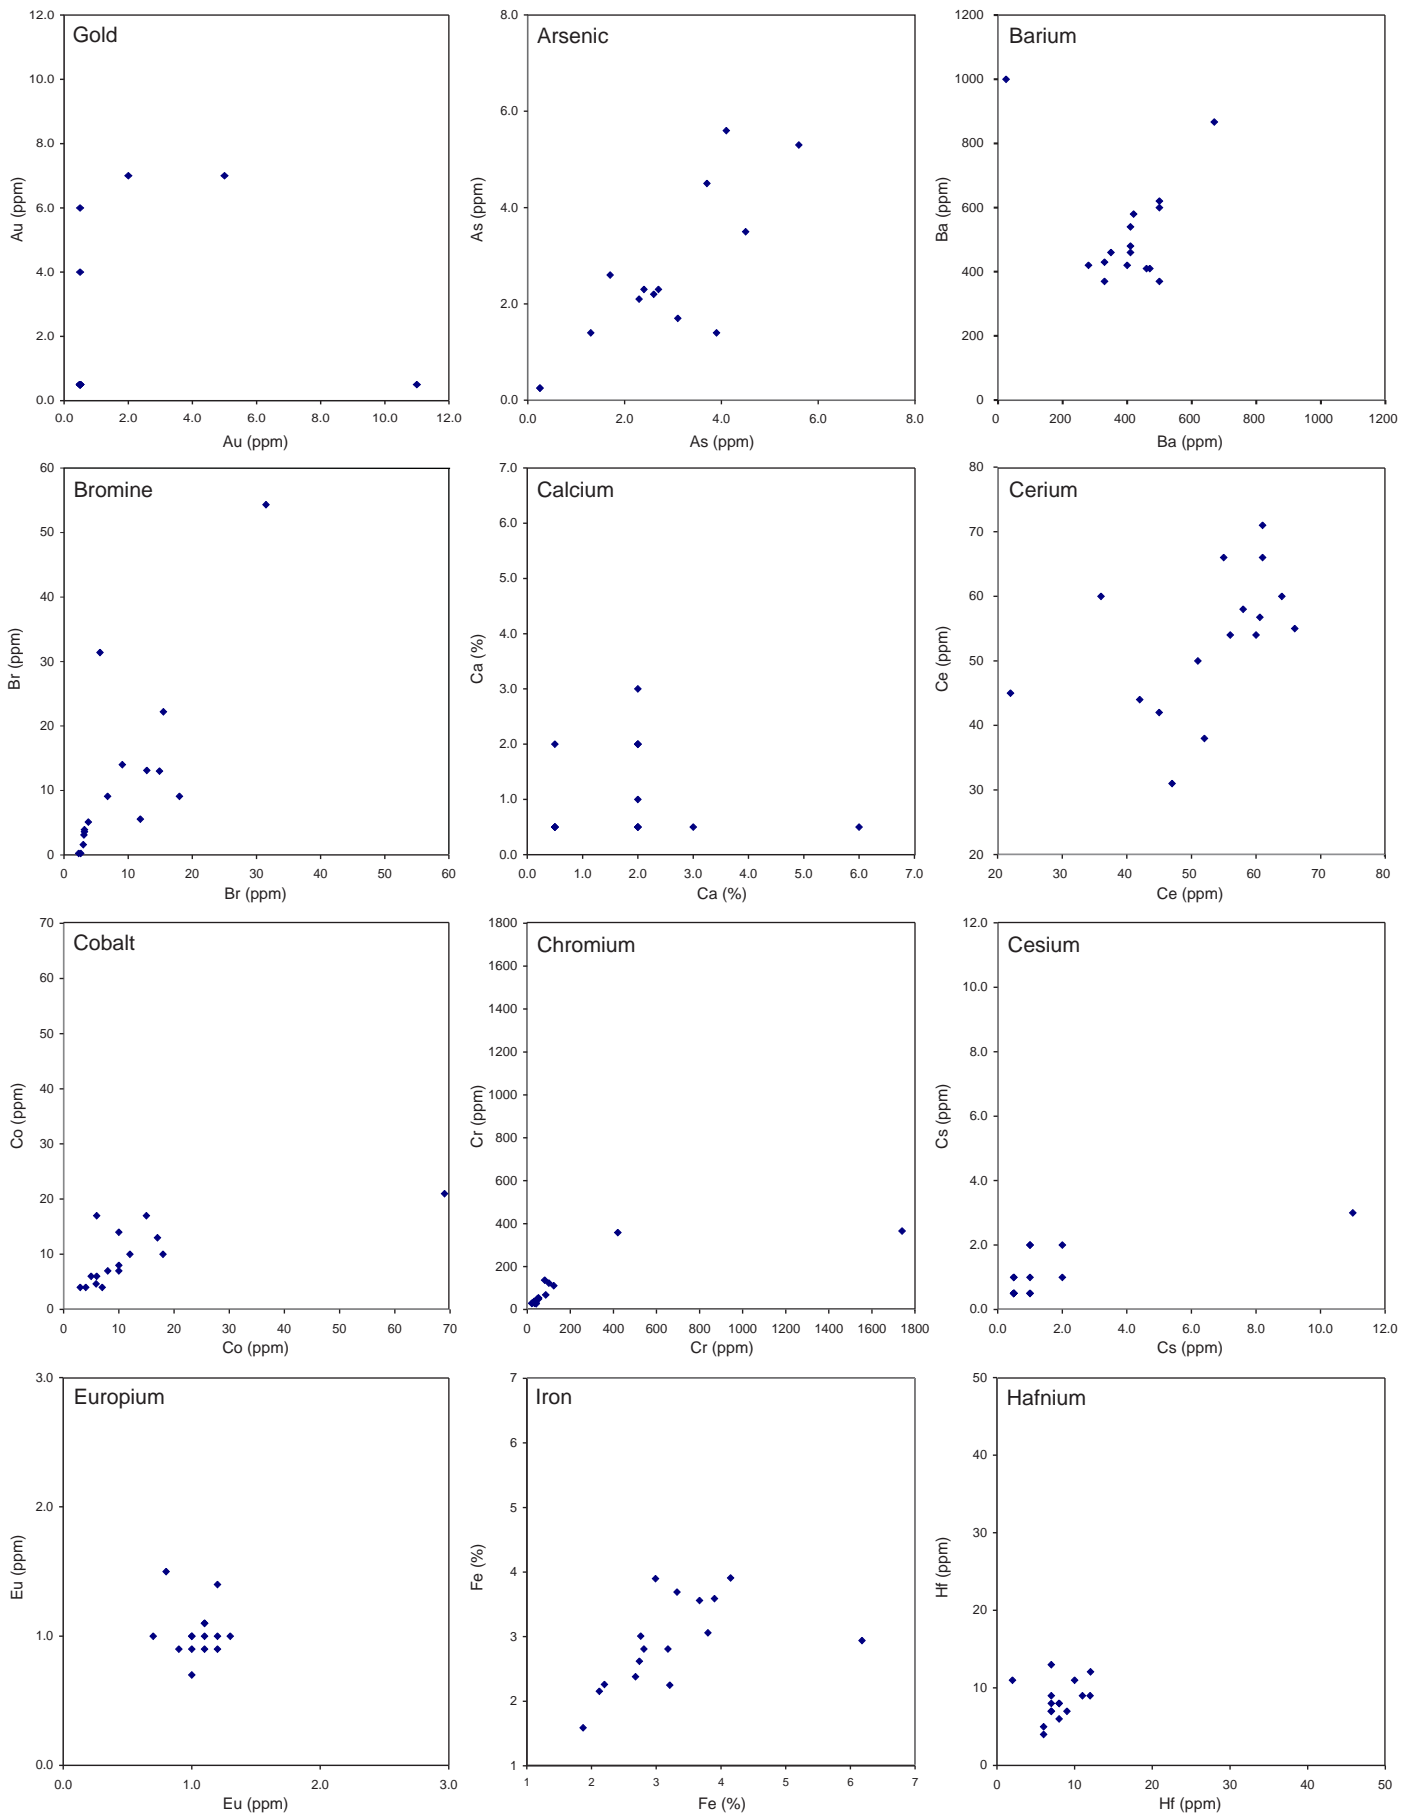 Gold
12.0
10.0
8.0
6.0
4.0
2.0
0.0
Au (ppm)
0.0 2.0 4.0 6.0 8.0 10.0 12.0
Au (ppm)
Arsenic
8.0
6.0
4.0
2.0
0.0
As (ppm)
0.0 2.0 4.0 6.0 8.0
As (ppm)
Barium
1200
1000
800
600
400
200
0
Ba (ppm)
0 200 400 600 800 1000 1200
Ba (ppm)
Bromine
60
50
40
30
20
10
0
Br (ppm)
0 10 20 30 40 50 60
Br (ppm)
Calcium
7.0
6.0
5.0
4.0
3.0
2.0
1.0
0.0
Ca (%)
0.0 1.0 2.0 3.0 4.0 5.0 6.0 7.0
Ca (%)
Cerium
80
70
60
50
40
30
20
Ce (ppm)
20 30 40 50 60 70 80
Ce (ppm)
Cobalt
70
60
50
40
30
20
10
0
Co (ppm)
0 10 20 30 40 50 60 70
Co (ppm)
Chromium
1800
1600
1400
1200
1000
800
600
400
200
0
Cr (ppm)
0 200 400 600 800 1000 1200 1400 1600 1800
Cr (ppm)
Cesium
12.0
10.0
8.0
6.0
4.0
2.0
0.0
Cs (ppm)
0.0 2.0 4.0 6.0 8.0 10.0 12.0
Cs (ppm)
Europium
3.0
2.0
1.0
0.0
Eu (ppm)
0.0 1.0 2.0 3.0
Eu (ppm)
Iron
7
6
5
4
3
2
1
Fe (%)
1 2 3 4 5 6 7
Fe (%)
Hafnium
50
40
30
20
10
0
Hf (ppm)
0 10 20 30 40 50
Hf (ppm)